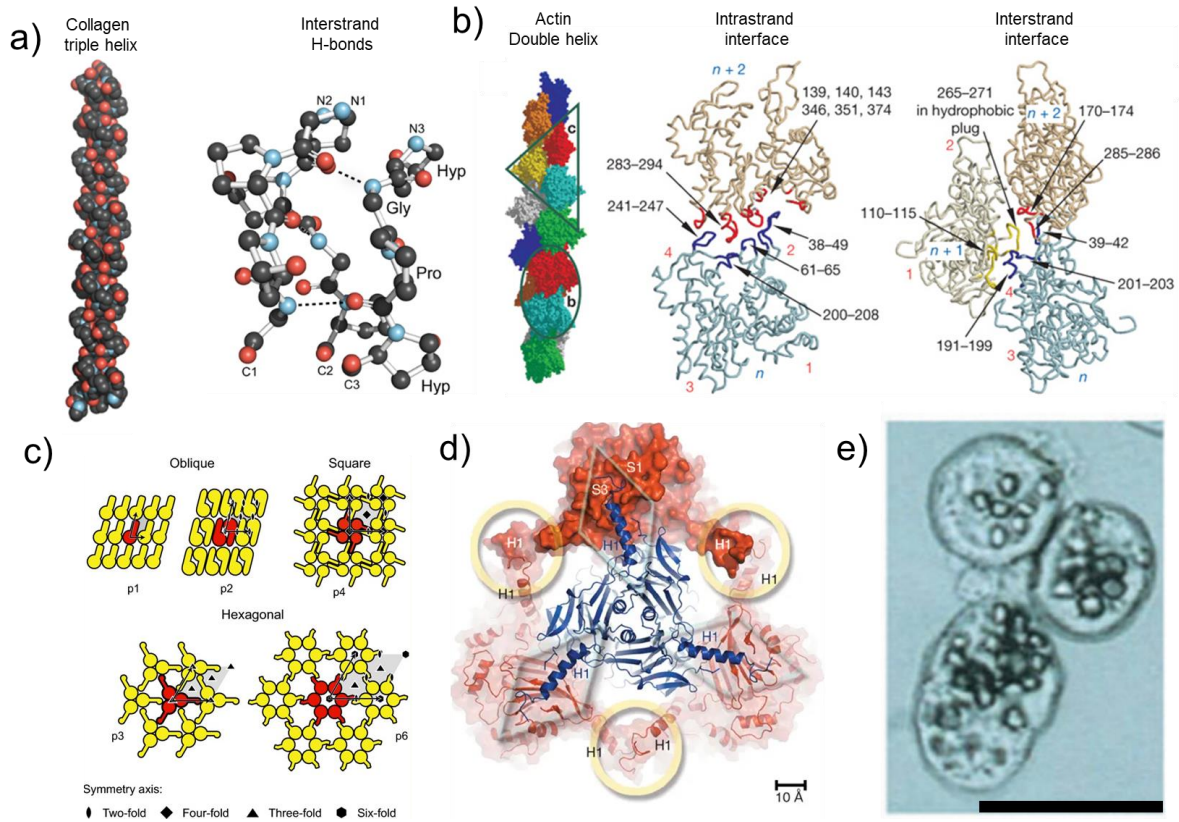 a)
Collagen
triple helix
Interstrand
H-bonds
N2
N1
N3
Hyp
Gly
Pro
C1
C2
C3
Hyp
b)
Actin
Double helix
Intrastrand
interface
Interstrand
interface
c
b
n + 2
139, 140, 143
346, 351, 374
283–294
241–247
4
2
38–49
61–65
200–208
3
n
1
265–271
in hydrophobic
plug
n + 2
170–174
2
285–286
110–115
n + 1
39–42
1
4
201–203
191–199
3
n
c)
Oblique
Square
p1
p2
p4
Hexagonal
p3
p6
Symmetry axis:
Two-fold
Four-fold
Three-fold
Six-fold
d)
S1
S3
H1
H1
H1
H1
H1
H1
H1
H1
H1
10 Å
e)